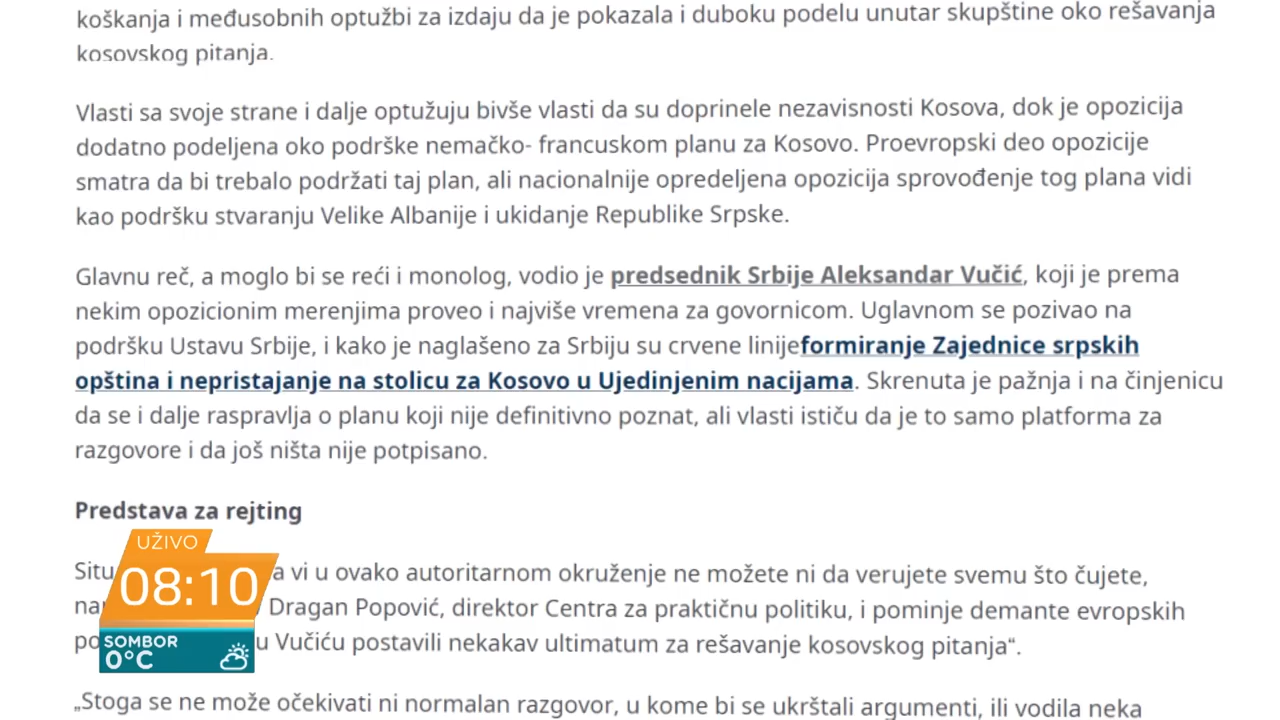 koškanja i međusobnih optužbi za izdaju da je pokazala i duboku podelu unutar skupštine oko rešavanja
kosovskog pitanja.
Vlasti sa svoje strane i dalje optužuju bivše vlasti da su doprinele nezavisnosti Kosova, dok je opozicija
dodatno podeljena oko podrške nemačko- francuskom planu za Kosovo. Proevropski deo opozicije
smatra da bi trebalo podržati taj plan, ali nacionalnije opredeljena opozicija sprovođenje tog plana vidi
kao podršku stvaranju Velike Albanije i ukidanje Republike Srpske.
Glavnu reč, a moglo bi se reći i monolog, vodio je predsednik Srbije Aleksandar Vučić, koji je prema
nekim opozicionim merenjima proveo i najviše vremena za govornicom. Uglavnom se pozivao na
podršku Ustavu Srbije, i kako je naglašeno za Srbiju su crvene linijeformiranje Zajednice srpskih
opština i nepristajanje na stolicu za Kosovo u Ujedinjenim nacijama. Skrenuta je pažnja i na činjenicu
da se i dalje raspravlja o planu koji nije definitivno poznat, ali vlasti ističu da je to samo platforma za
razgovore i da još ništa nije potpisano.
Predstava za rejting
vi u ovako autoritarnom okruženje ne možete ni da verujete svemu što čujete,
Dragan Popović, direktor Centra za praktičnu politiku, i pominje demante evropskih
u Vučiću postavili nekakav ultimatum za rešavanje kosovskog pitanja“.
„Stoga se ne može očekivati ni normalan razgovor, u kome bi se ukrštali argumenti, ili vodila neka
UŽIVO
08:10
SOMBOR
0°C